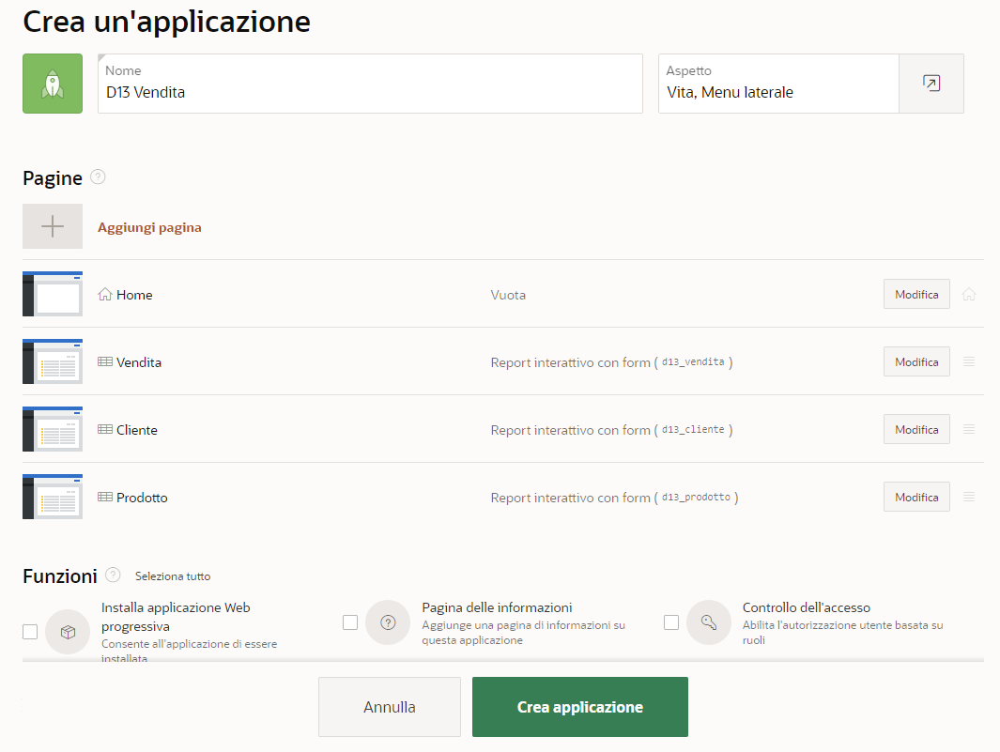 Crea un'applicazione
Nome
D13 Vendita
Aspetto
Vita, Menu laterale
Pagine ?
Aggiungi pagina
Home Vuota Modifica
Vendita Report interattivo con form ( d13_vendita ) Modifica
Cliente Report interattivo con form ( d13_cliente ) Modifica
Prodotto Report interattivo con form ( d13_prodotto ) Modifica
Funzioni ? Seleziona tutto
Installa applicazione Web
progressiva
Consente all'applicazione di essere
installata
?
Pagina delle informazioni
Aggiunge una pagina di informazioni su
questa applicazione
Controllo dell'accesso
Abilita l'autorizzazione utente basata su
ruoli
Annulla
Crea applicazione